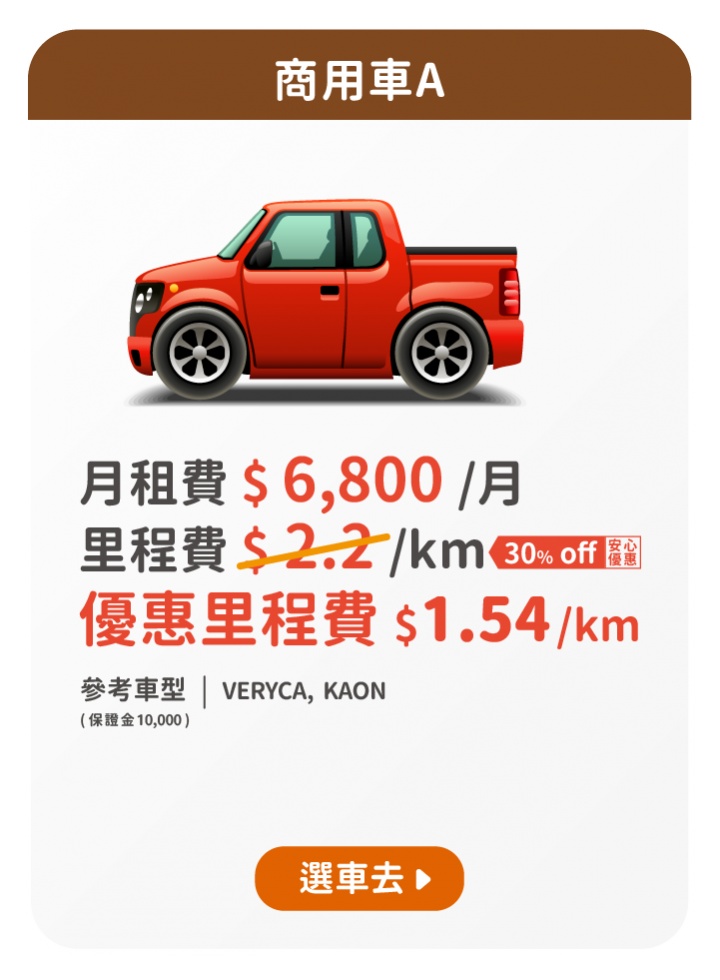 商用車A
月租費 $ 6,800 /月
里程費 $ 2.2 /km 30% off 安心優惠
優惠里程費 $1.54/km
參考車型 | VERYCA, KAON
(保證金10,000)
選車去